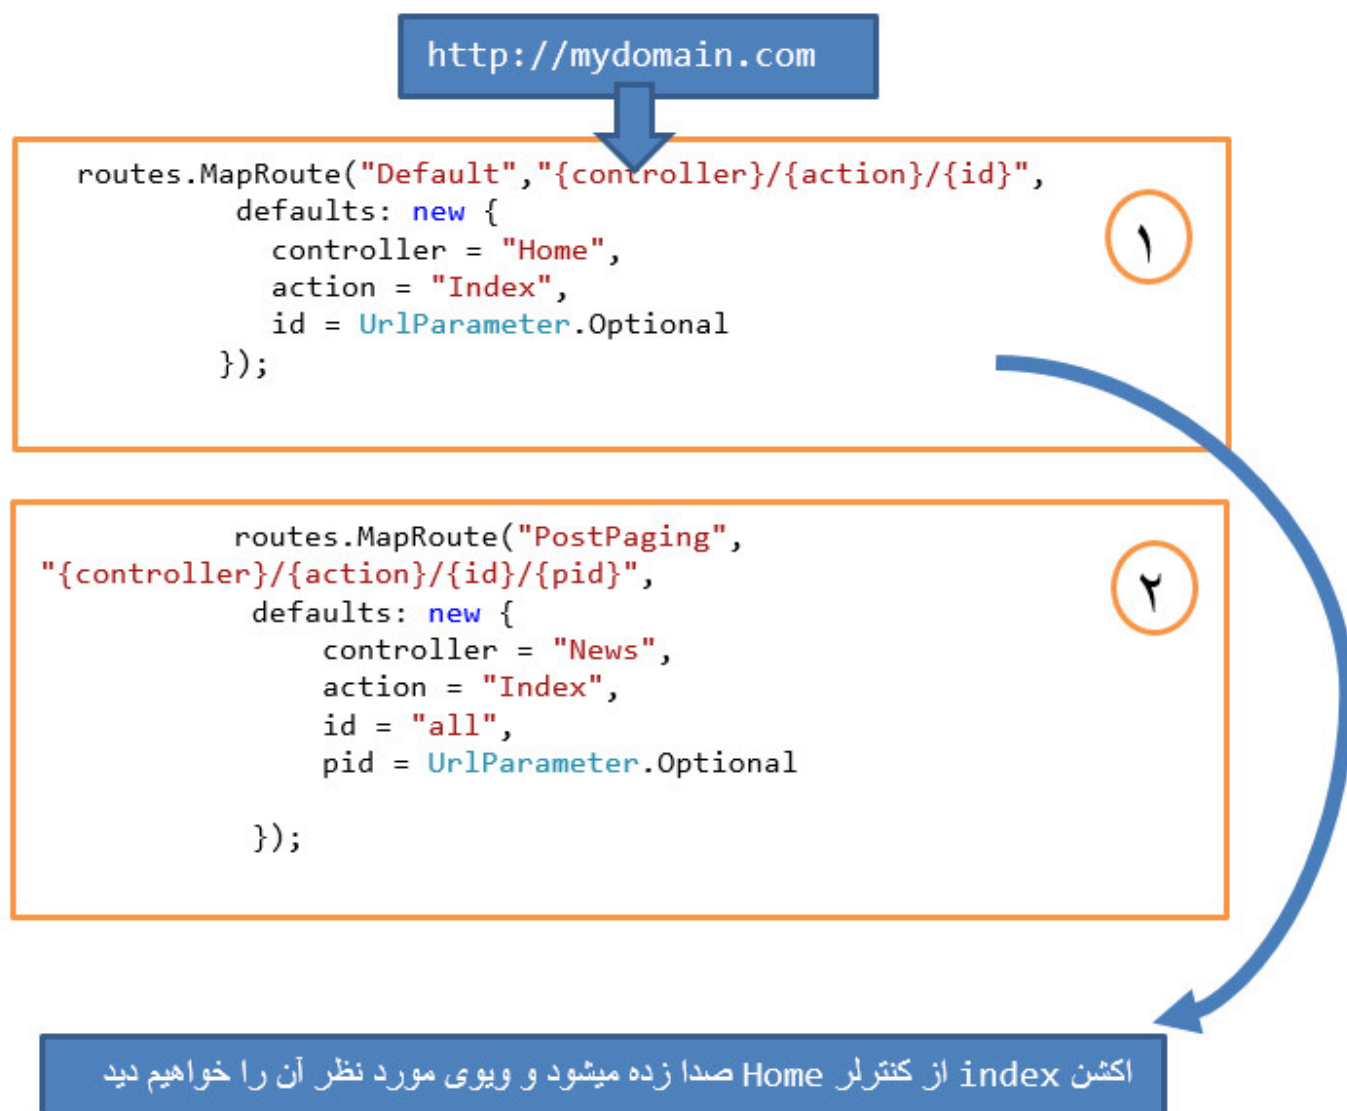 http://mydomain.com
routes.MapRoute("Default","{controller}/{action}/{id}",
defaults: new {
controller = "Home",
action = "Index",
id = UrlParameter.Optional
});
۱
routes.MapRoute("PostPaging",
"{controller}/{action}/{id}/{pid}",
defaults: new {
controller = "News",
action = "Index",
id = "all",
pid = UrlParameter.Optional
});
۲
اکشن index از کنترلر Home صدا زده میشود و ویوی مورد نظر آن را خواهیم دید